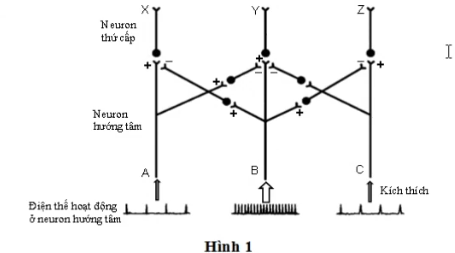 X Y Z
Neuron
thứ cấp
+ – + – – – +
+ +
Neuron
hướng tâm
+ +
A B C
Kích thích
Điện thế hoạt động
ở neuron hướng tâm
Hình 1